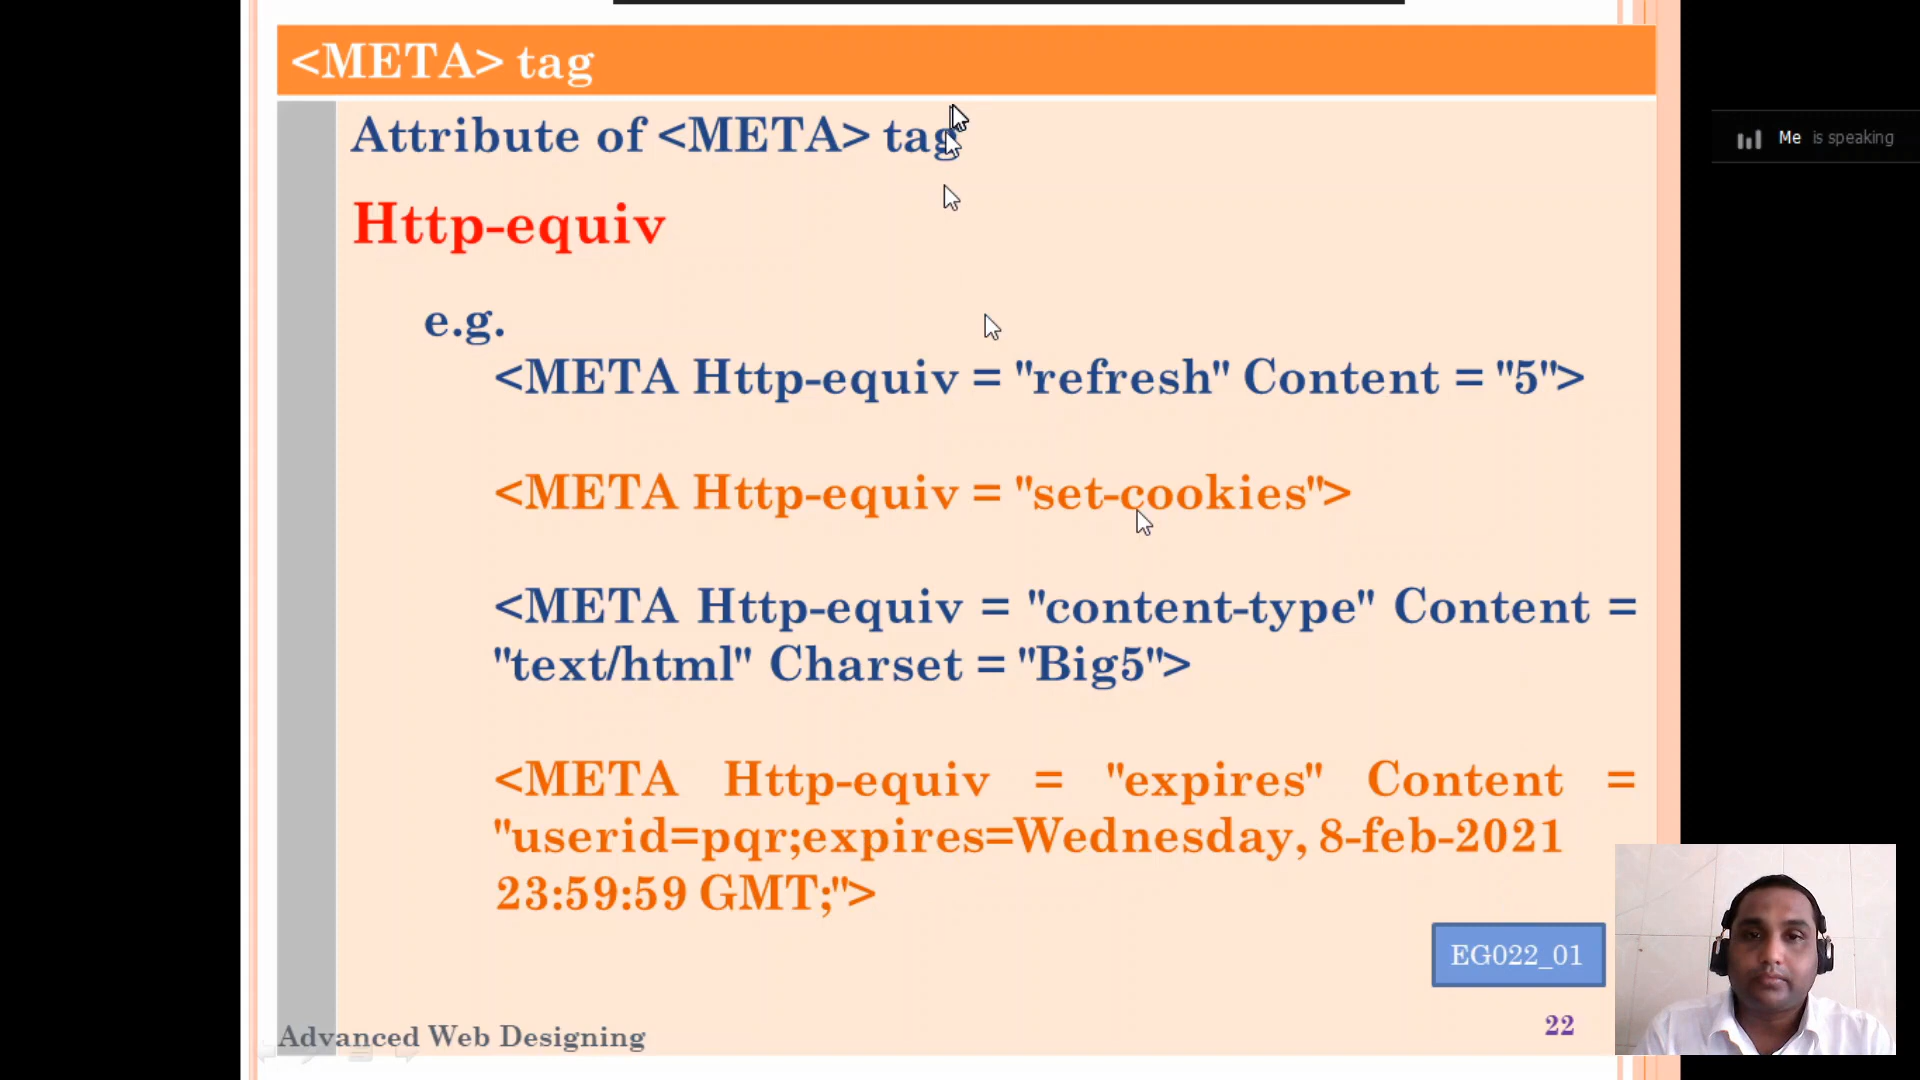 <META> tag
Attribute of <META> tag
Me is speaking
Http-equiv
e.g.
<META Http-equiv = "refresh" Content = "5">
<META Http-equiv = "set-cookies">
<META Http-equiv = "content-type" Content =
"text/html" Charset = "Big5">
<META Http-equiv = "expires" Content =
"userid=pqr;expires=Wednesday, 8-feb-2021
23:59:59 GMT;">
EG022_01
Advanced Web Designing
22